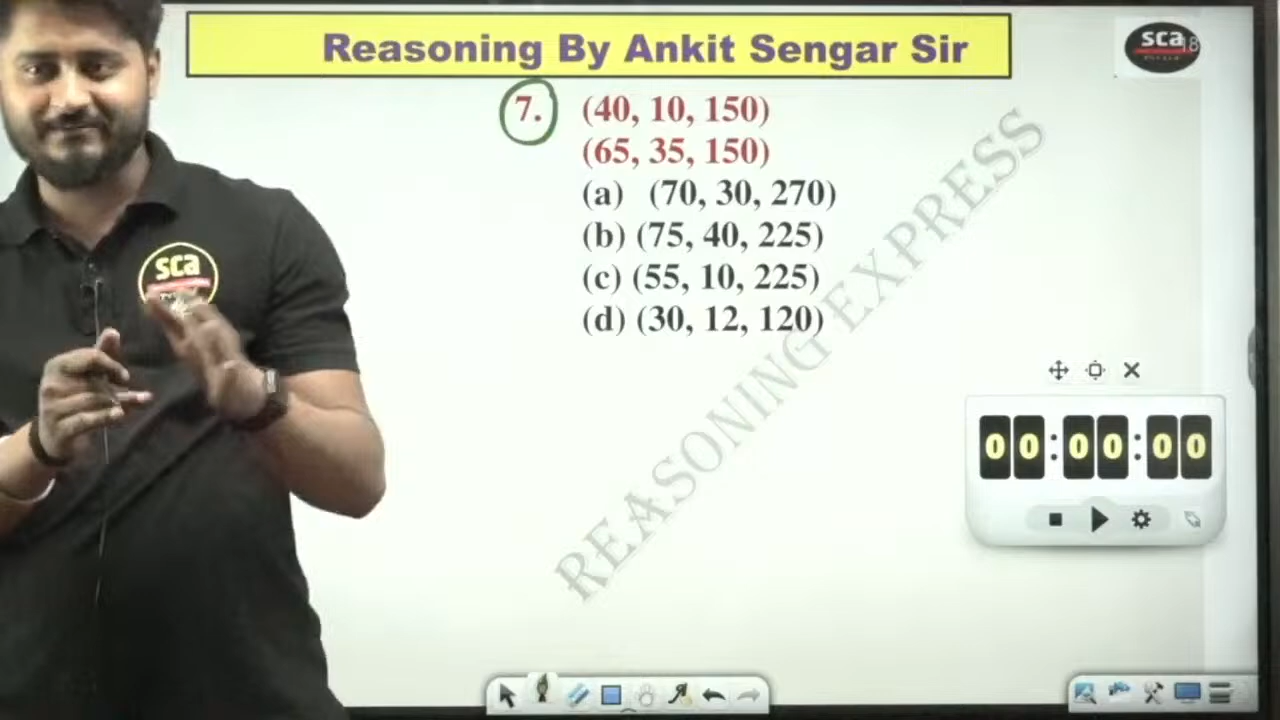 Reasoning By Ankit Sengar Sir
sca
7. (40, 10, 150)
(65, 35, 150)
(a) (70, 30, 270)
(b) (75, 40, 225)
(c) (55, 10, 225)
(d) (30, 12, 120)
sca
REASONING EXPRESS
00:00:00